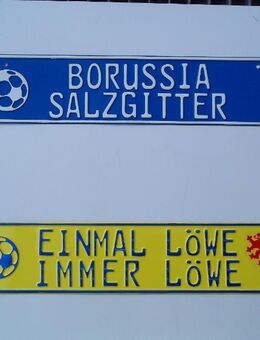 BORUSSIA
SALZGITTER
EINMAL LÖWE
IMMER LÖWE